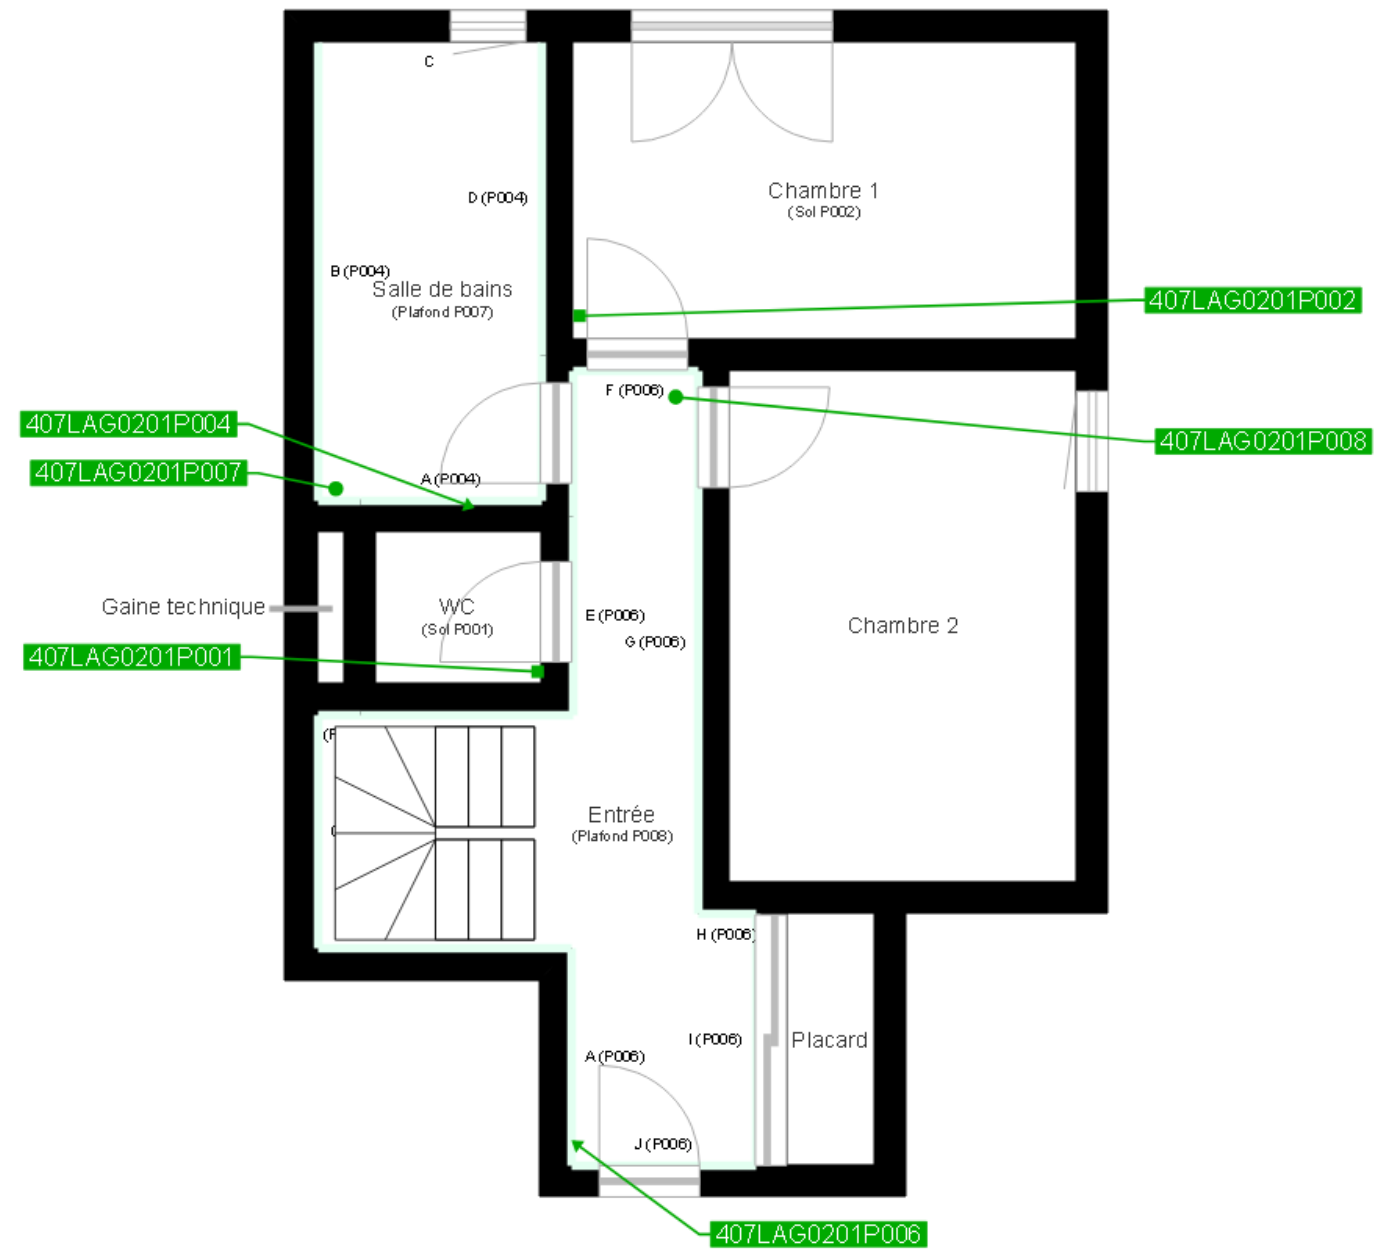 C
D (P004)
Chambre 1
(Sol P002)
B (P004)
Salle de bains
(Plafond P007)
407LAG0201P002
F (P006)
407LAG0201P004
407LAG0201P008
407LAG0201P007
A (P004)
Gaine technique
WC
(Sol P001)
E (P006)
G (P006)
Chambre 2
407LAG0201P001
Entrée
(Plafond P008)
H (P006)
I (P006)
Placard
A (P006)
J (P006)
407LAG0201P006